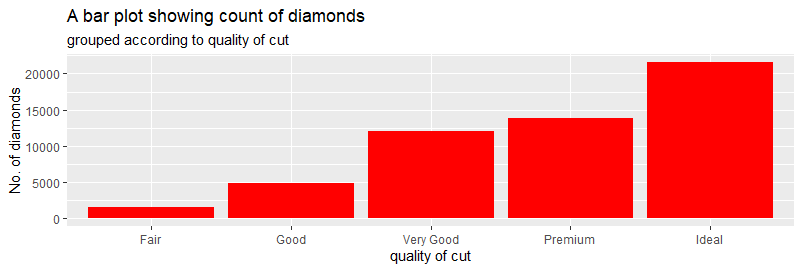 A bar plot showing count of diamonds
grouped according to quality of cut
No. of diamonds
20000
15000
10000
5000
0
Fair Good Very Good Premium Ideal
quality of cut